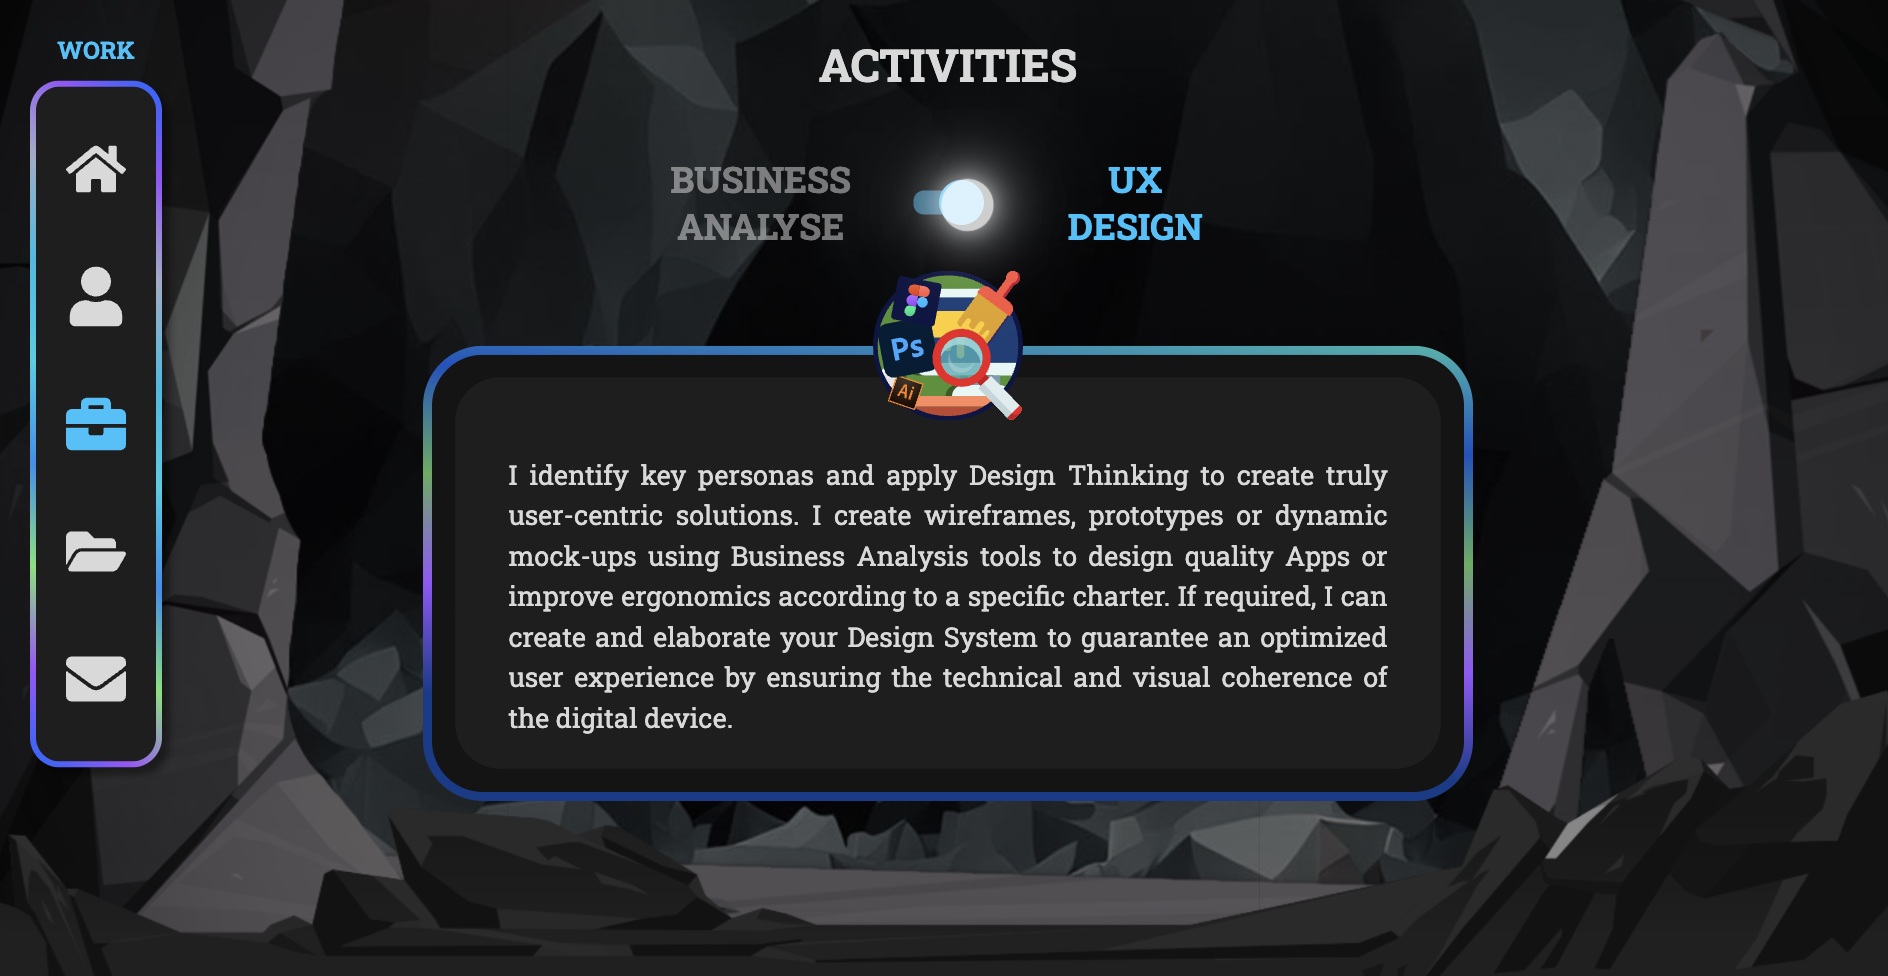 WORK
ACTIVITIES
BUSINESS
ANALYSE
UX
DESIGN
Ps
Ai
I identify key personas and apply Design Thinking to create truly
user-centric solutions. I create wireframes, prototypes or dynamic
mock-ups using Business Analysis tools to design quality Apps or
improve ergonomics according to a specific charter. If required, I can
create and elaborate your Design System to guarantee an optimized
user experience by ensuring the technical and visual coherence of
the digital device.